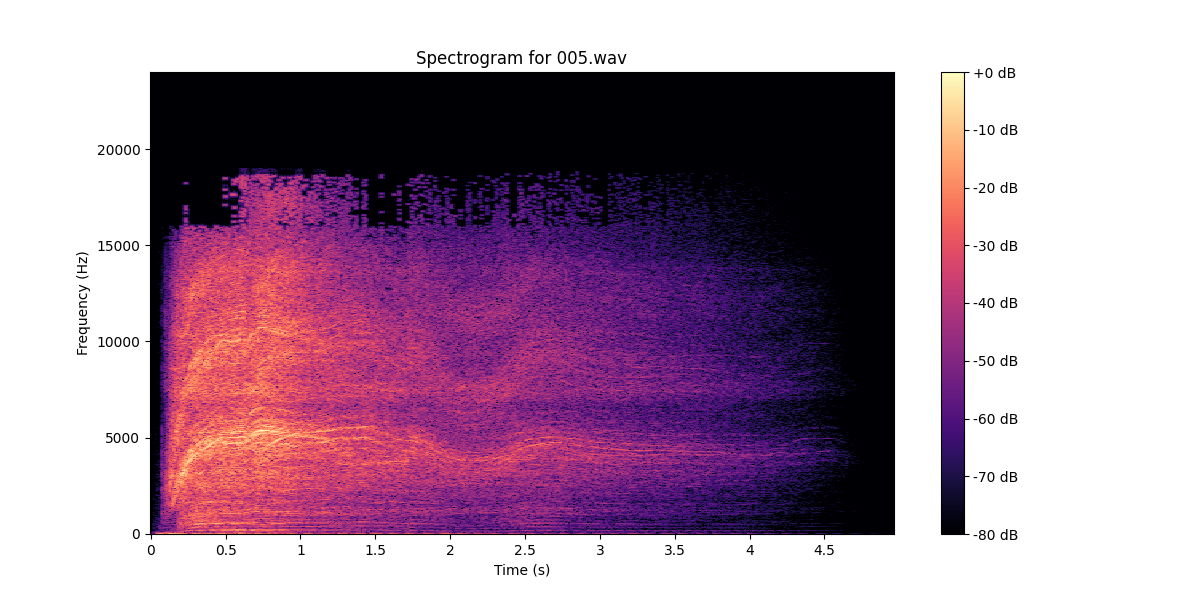 Spectrogram for 005.wav
+0 dB
-10 dB
-20 dB
-30 dB
-40 dB
-50 dB
-60 dB
-70 dB
-80 dB
20000
15000
10000
5000
0
Frequency (Hz)
0 0.5 1 1.5 2 2.5 3 3.5 4 4.5
Time (s)